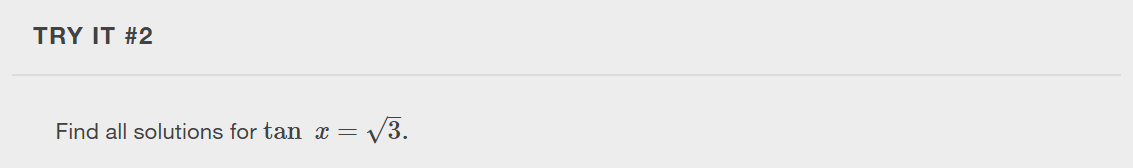 TRY IT #2
Find all solutions for tan x = √3.